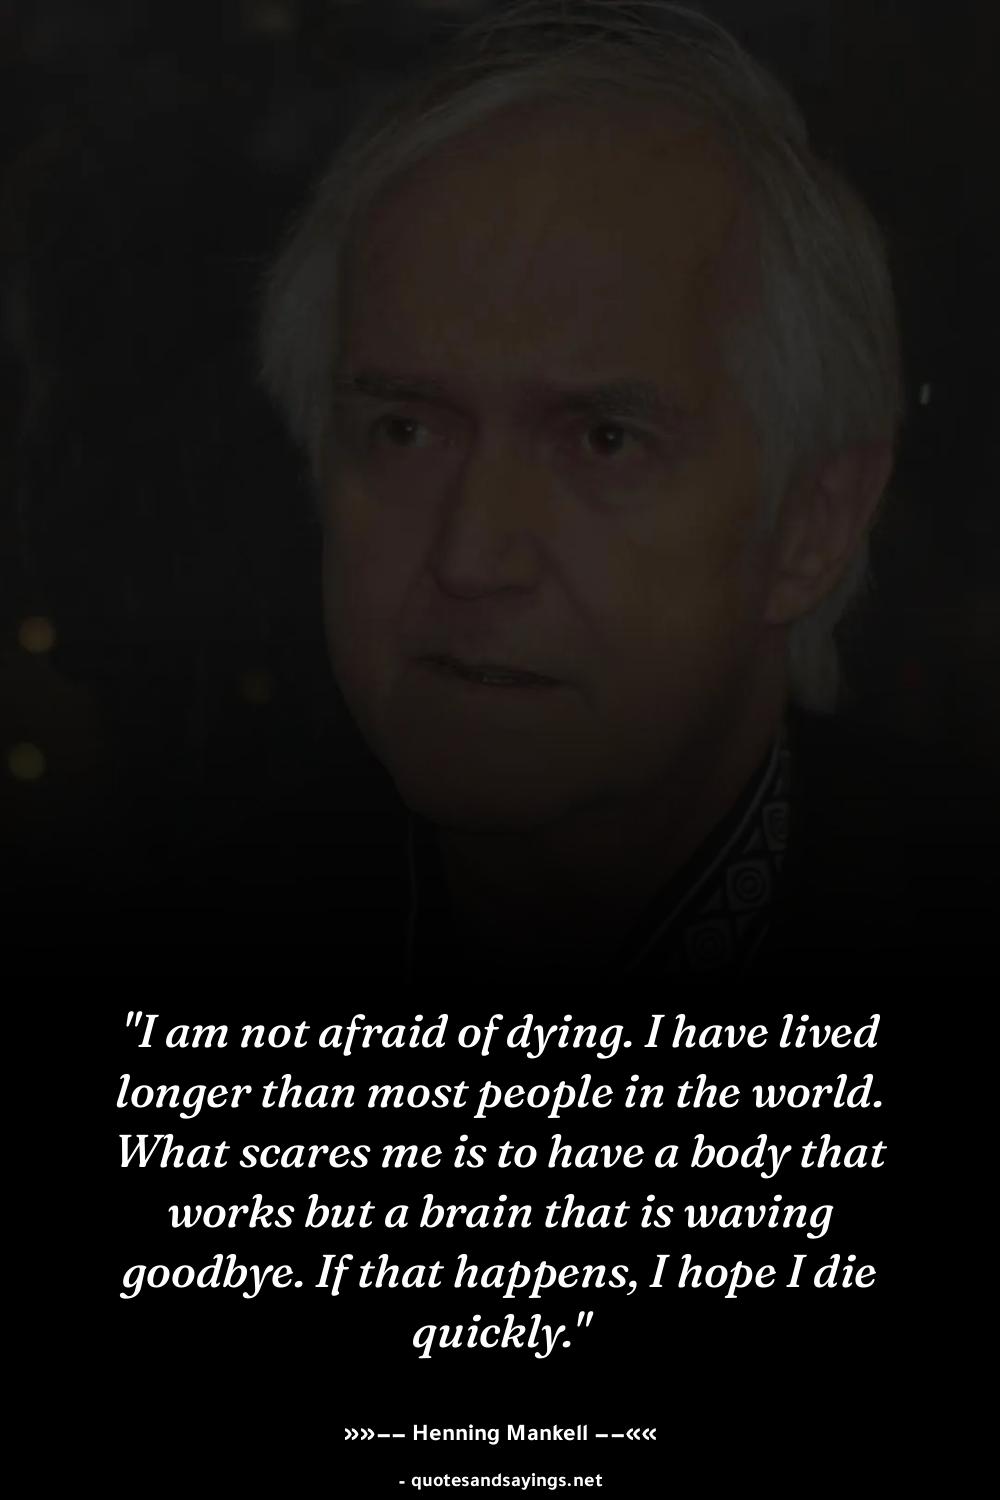 "I am not afraid of dying. I have lived
longer than most people in the world.
What scares me is to have a body that
works but a brain that is waving
goodbye. If that happens, I hope I die
quickly."
»»–– Henning Mankell ––««
- quotesandsayings.net